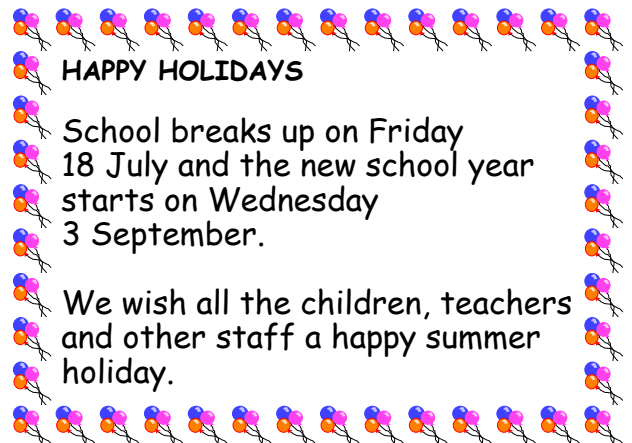 HAPPY HOLIDAYS
School breaks up on Friday
18 July and the new school year
starts on Wednesday
3 September.
We wish all the children, teachers
and other staff a happy summer
holiday.